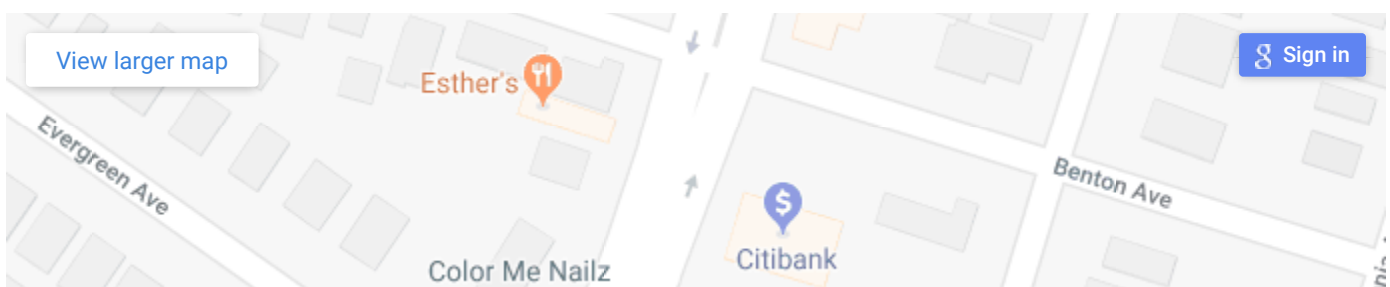 View larger map
Sign in
Esther's
Evergreen Ave
Benton Ave
Citibank
Color Me Nailz